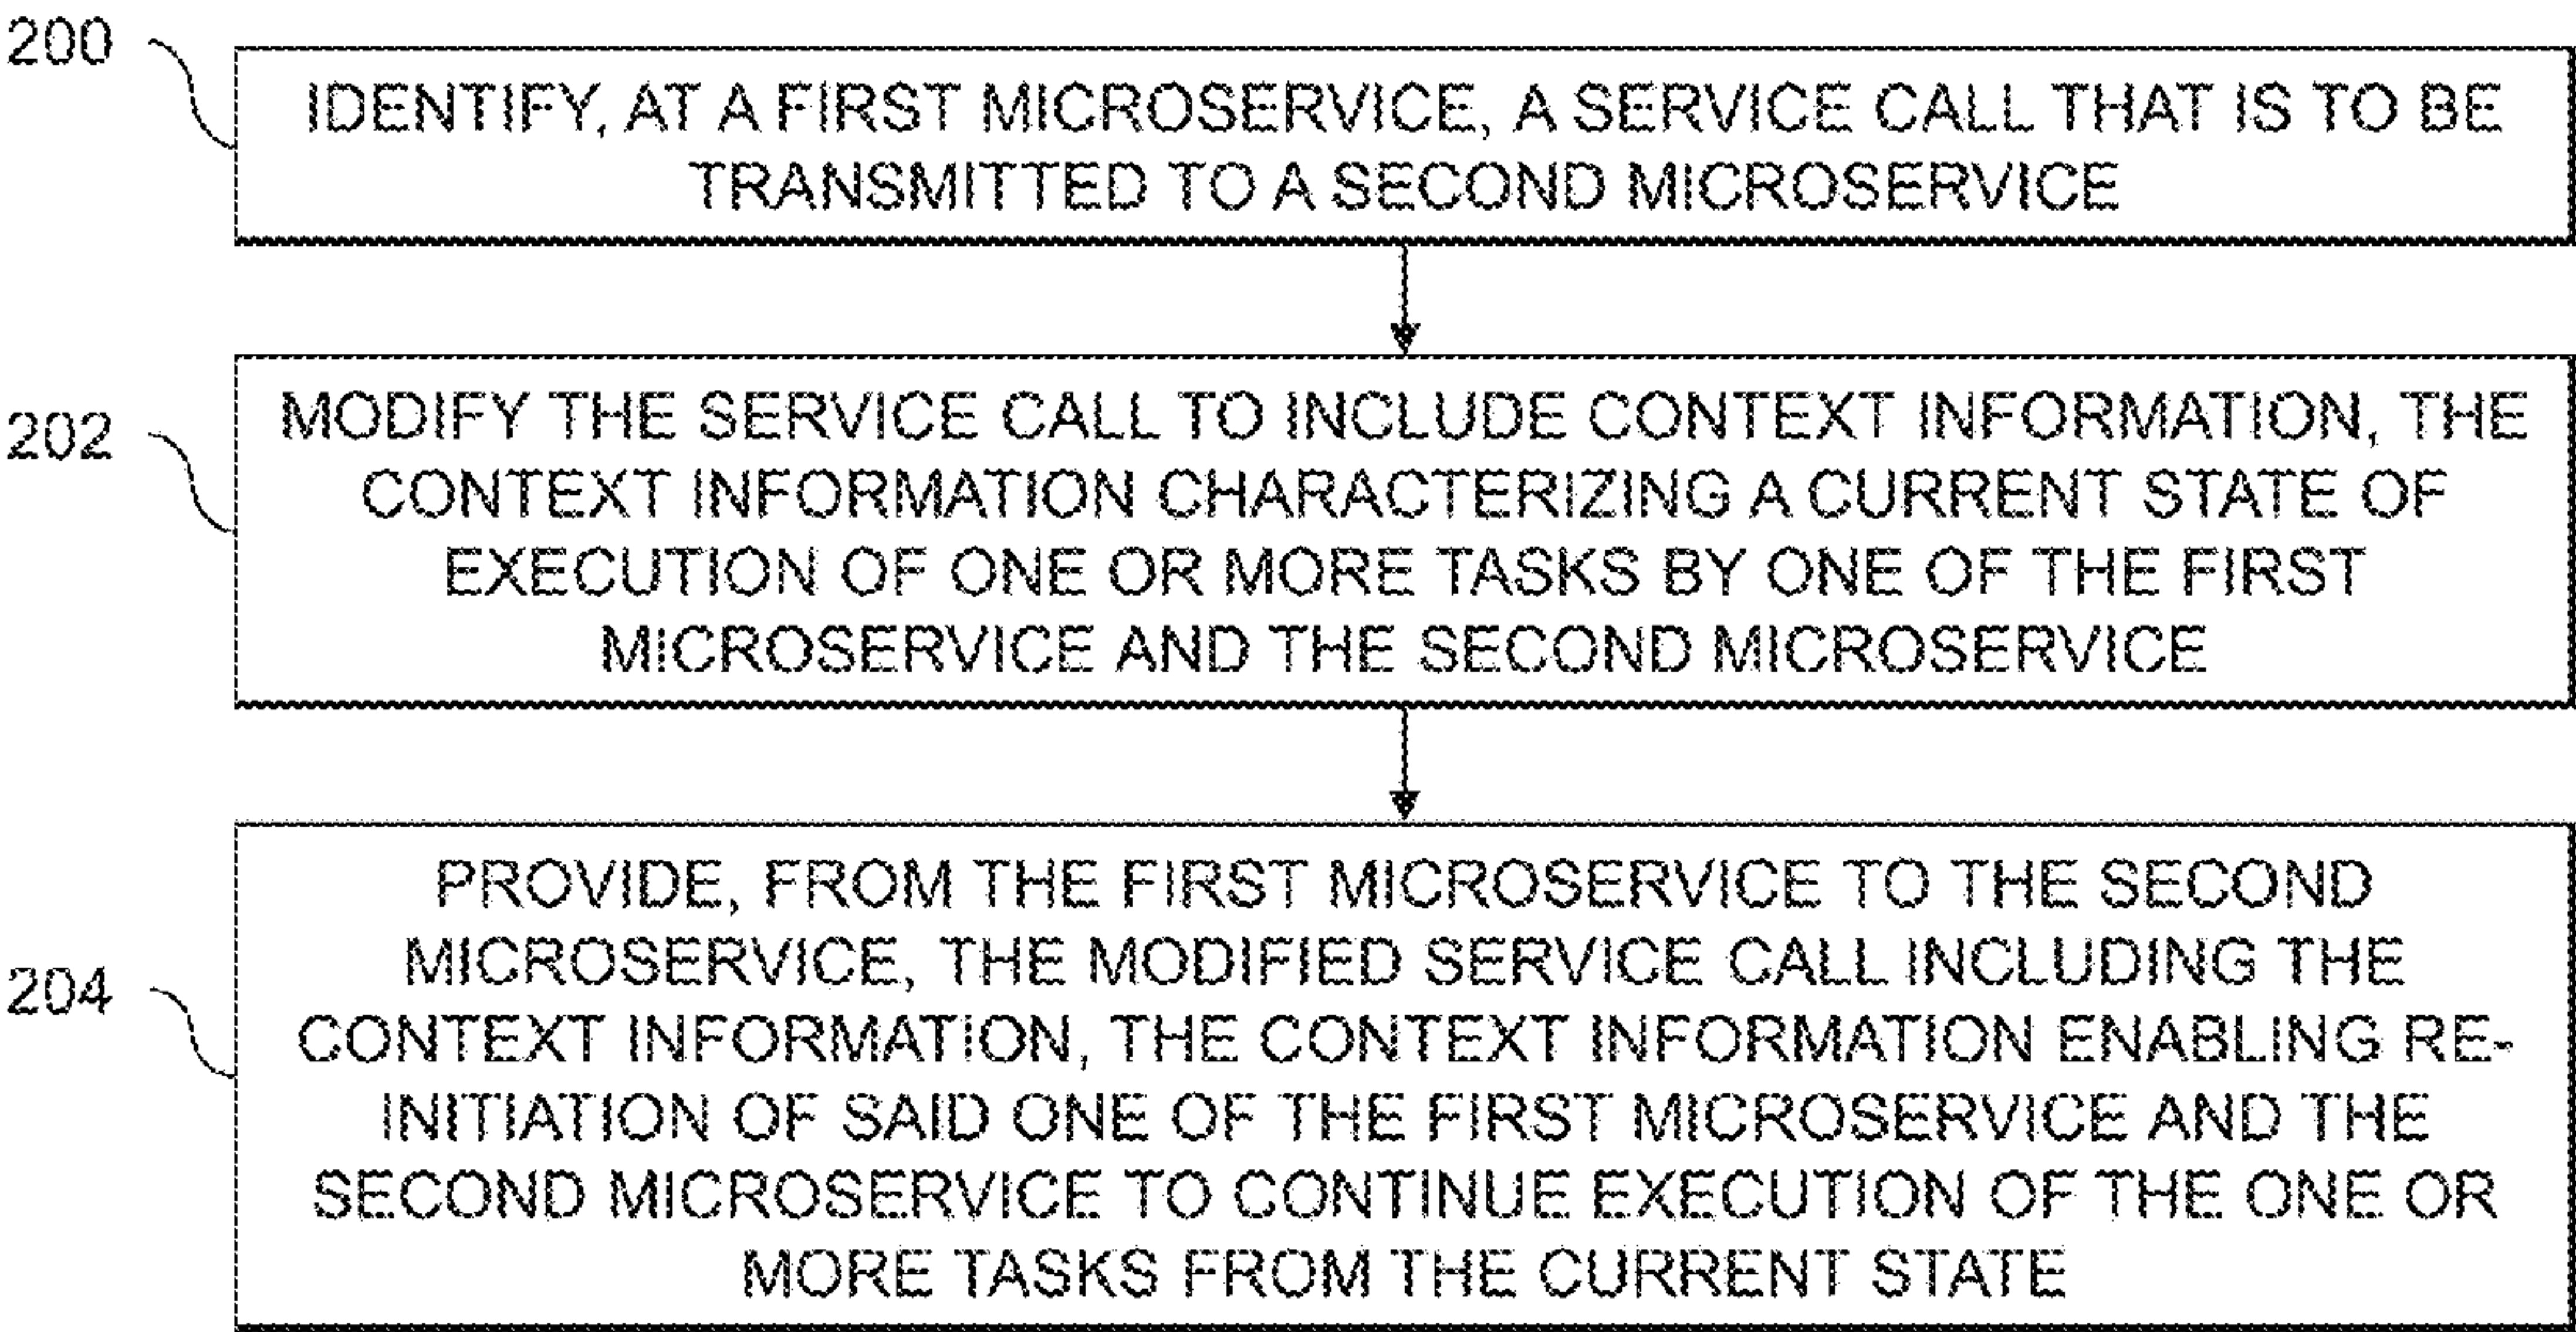 200
IDENTIFY, AT A FIRST MICROSERVICE, A SERVICE CALL THAT IS TO BE
TRANSMITTED TO A SECOND MICROSERVICE
202
MODIFY THE SERVICE CALL TO INCLUDE CONTEXT INFORMATION, THE
CONTEXT INFORMATION CHARACTERIZING A CURRENT STATE OF
EXECUTION OF ONE OR MORE TASKS BY ONE OF THE FIRST
MICROSERVICE AND THE SECOND MICROSERVICE
204
PROVIDE, FROM THE FIRST MICROSERVICE TO THE SECOND
MICROSERVICE, THE MODIFIED SERVICE CALL INCLUDING THE
CONTEXT INFORMATION, THE CONTEXT INFORMATION ENABLING RE-
INITIATION OF SAID ONE OF THE FIRST MICROSERVICE AND THE
SECOND MICROSERVICE TO CONTINUE EXECUTION OF THE ONE OR
MORE TASKS FROM THE CURRENT STATE